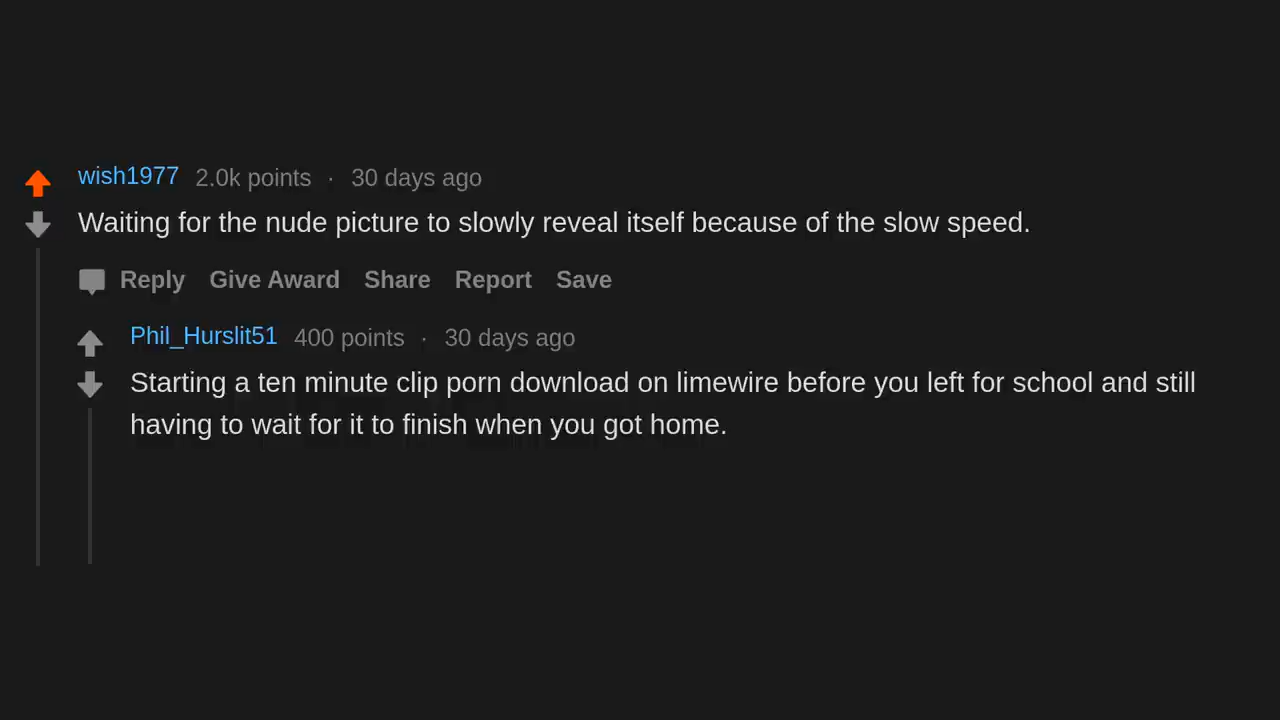 wish1977 2.0k points · 30 days ago
Waiting for the nude picture to slowly reveal itself because of the slow speed.
Reply Give Award Share Report Save
Phil_Hurslit51 400 points · 30 days ago
Starting a ten minute clip porn download on limewire before you left for school and still
having to wait for it to finish when you got home.